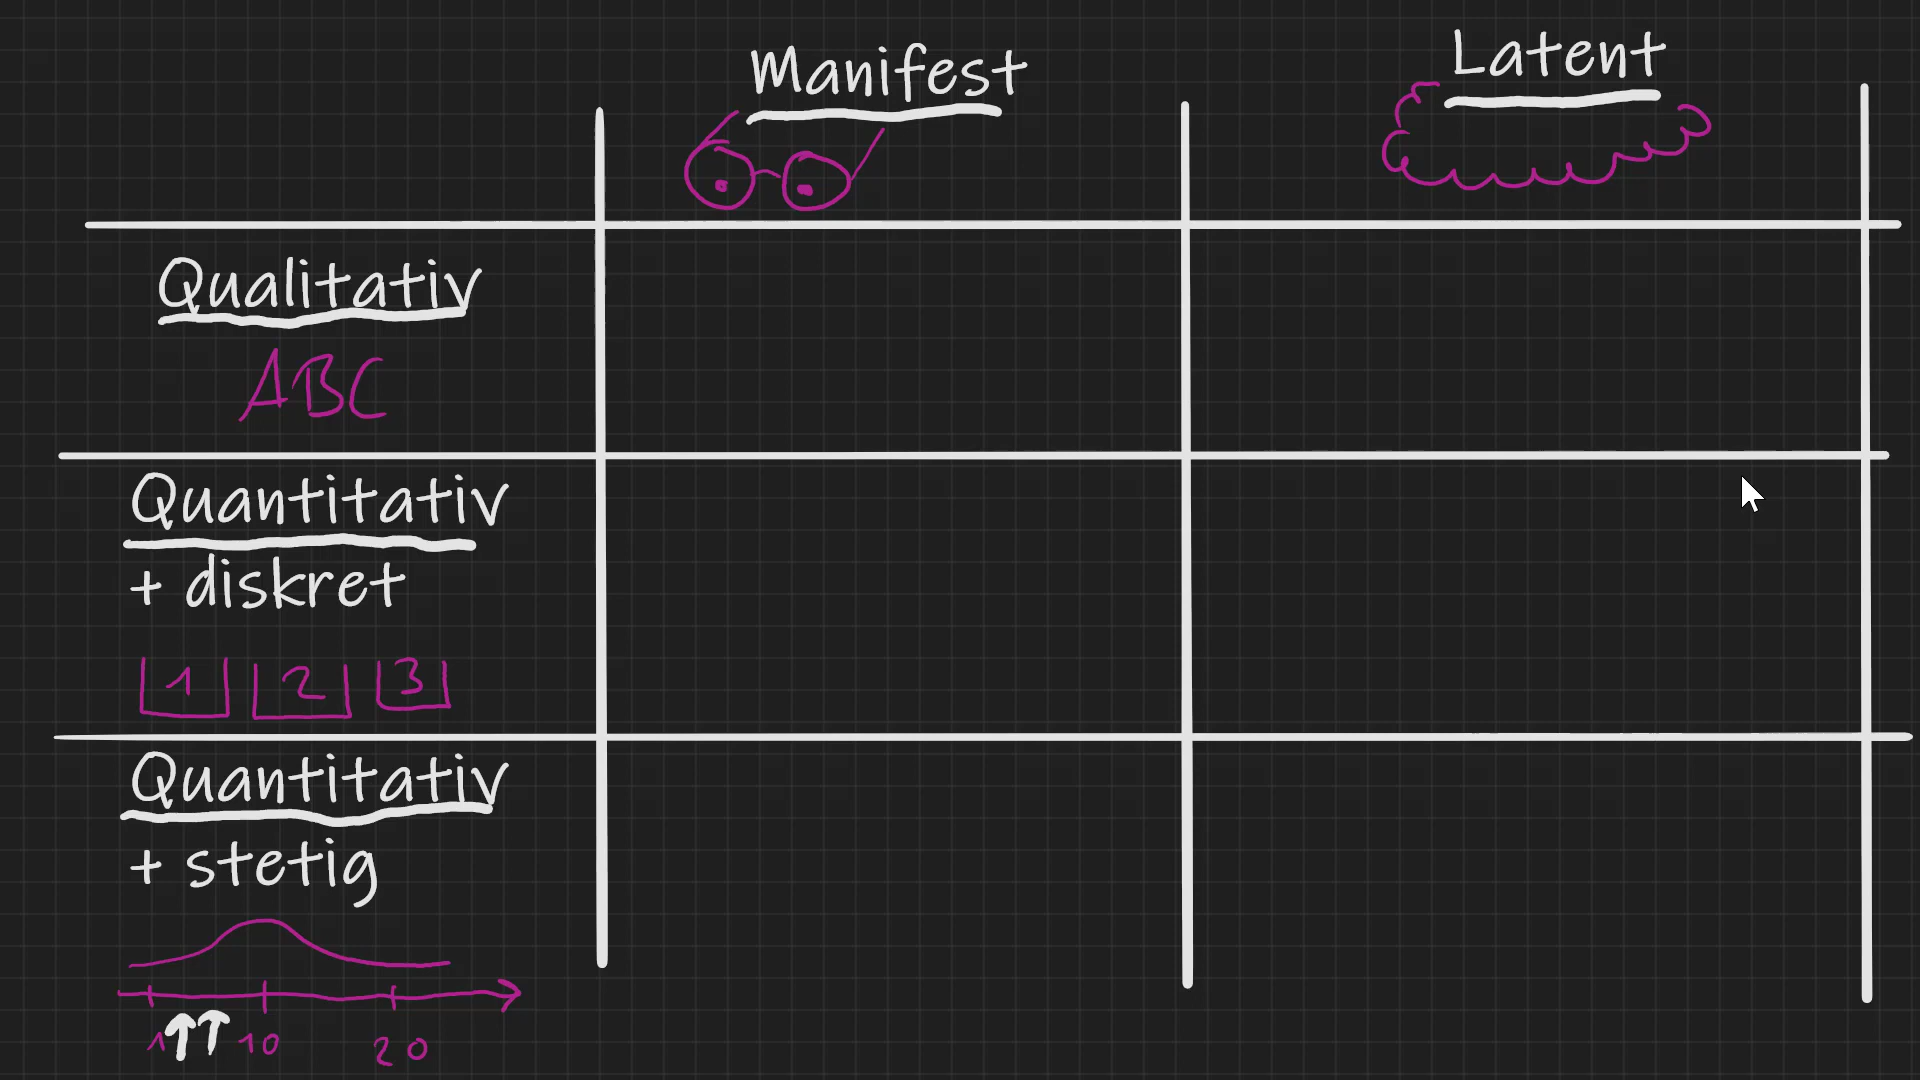 Manifest
Latent
Qualitativ
ABC
Quantitativ
+ diskret
1 2 3
Quantitativ
+ stetig
1 10 20